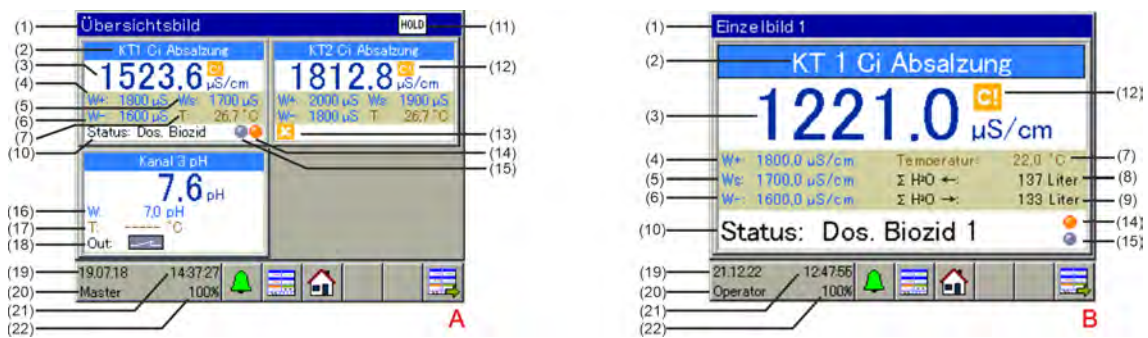 (1) Übersichtsbild HOLD (11)
(2) KT1 Ci Absalzung KT2 Ci Absalzung
(3) 1523.6 C! µS/cm 1812.8 C! µS/cm (12)
(4) W+: 1800 µS Ws: 1700 µS W+: 2000 µS Ws: 1900 µS
(5)
(6) W-: 1600 µS T: 26.7 °C W-: 1800 µS T: 26.7 °C
(7) (13)
(10) Status: Dos. Biozid (14)
(15)
Kanal 3 pH
7.6 pH
(16) W: 7.0 pH
(17) T: ----- °C
(18) Out:
(19) 19.07.18 14:37:27
(20) Master 100%
(21)
(22)
A
(1) Einzelbild 1
(2) KT 1 Ci Absalzung
(3) 1221.0 C! µS/cm (12)
(4) W+: 1800.0 µS/cm Temperatur: 22.0 °C (7)
(5) Ws: 1700.0 µS/cm Σ H²O ←: 137 Liter (8)
(6) W-: 1600.0 µS/cm Σ H²O →: 133 Liter (9)
(10) Status: Dos. Biozid 1 (14)
(15)
(19) 21.12.22 12:47:56
(20) Operator 100%
(21)
(22)
B